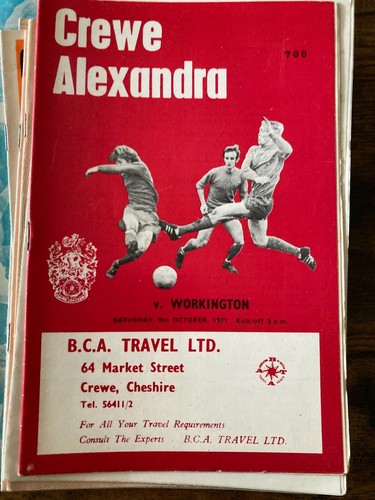 Crewe
Alexandra
700
v. WORKINGTON
SATURDAY, 9th OCTOBER, 1971 Kick-off 3 p.m.
B.C.A. TRAVEL LTD.
64 Market Street
Crewe, Cheshire
Tel. 56411/2
For All Your Travel Requirements
Consult The Experts B.C.A. TRAVEL LTD.